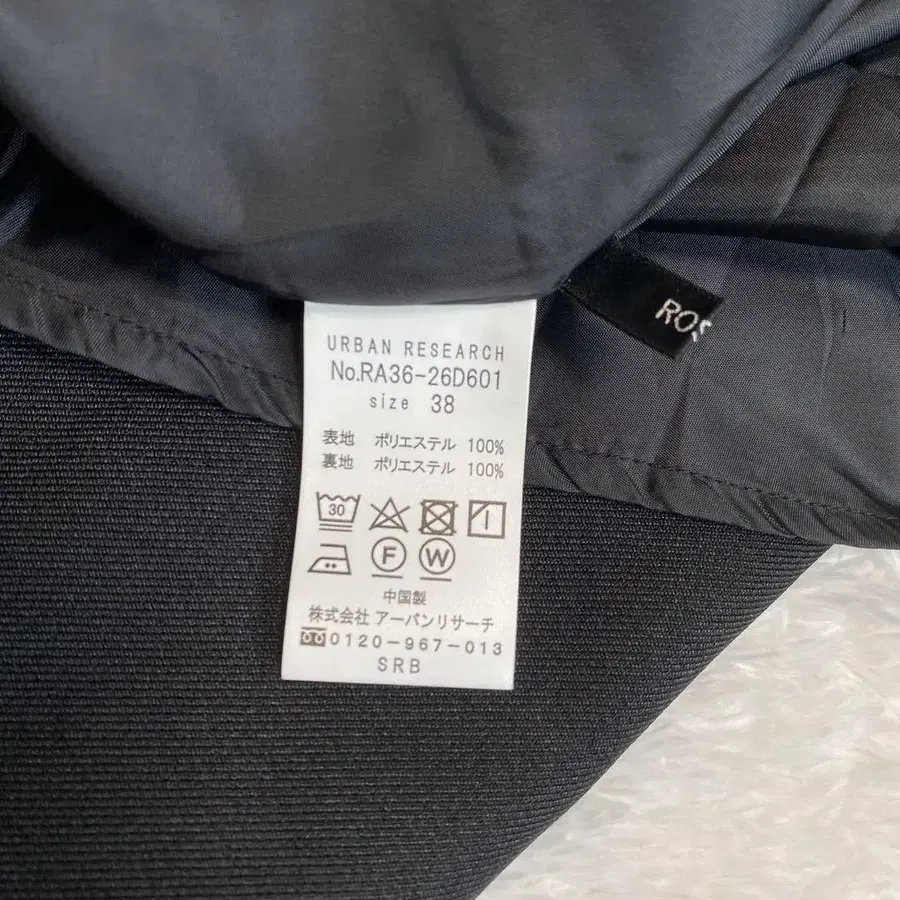 URBAN RESEARCH
No.RA36-26D601
size 38
表地 ポリエステル 100%
裏地 ポリエステル 100%
30
F W
中国製
株式会社 アーバンリサーチ
0120-967-013
SRB